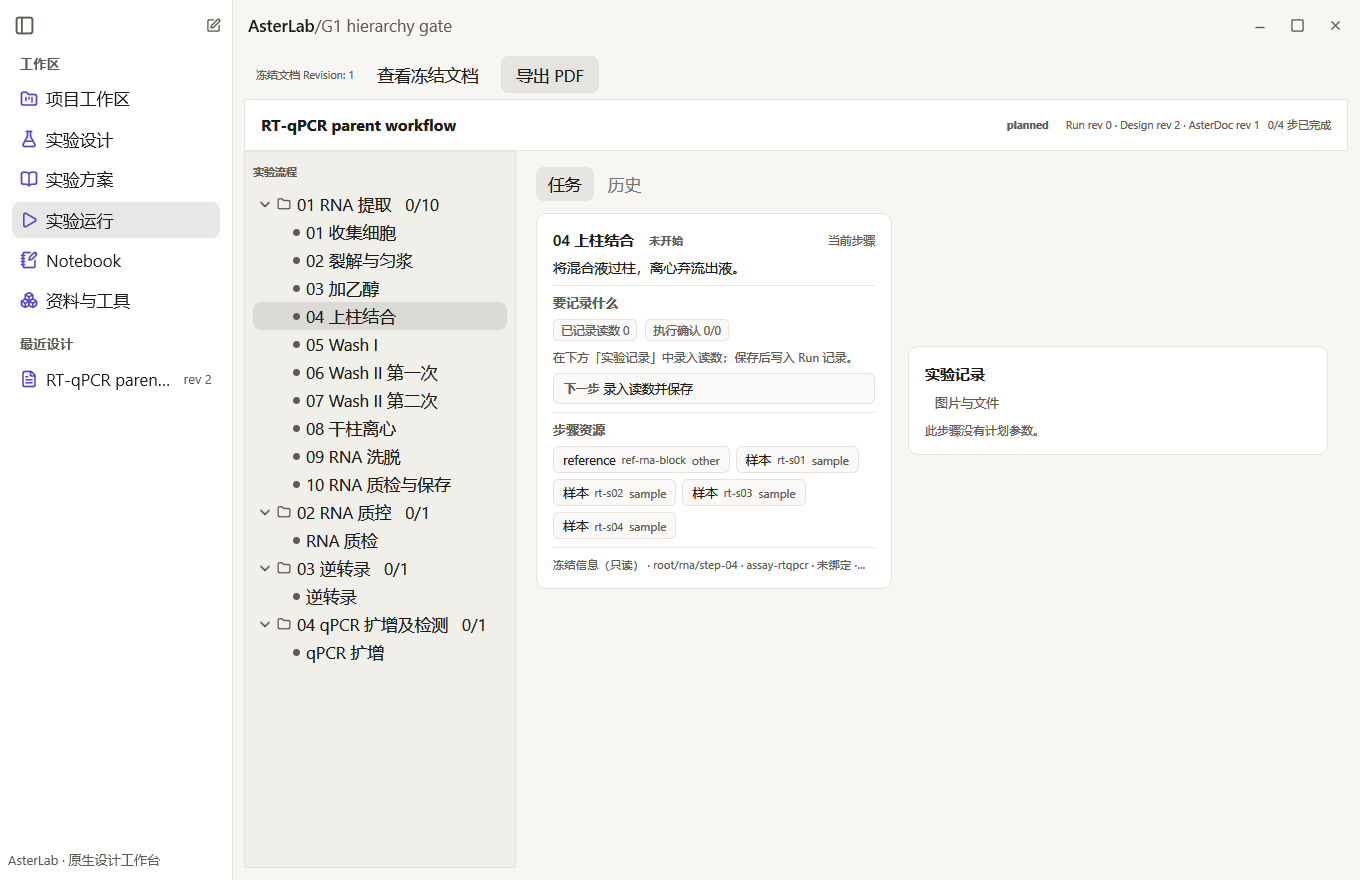 AsterLab/G1 hierarchy gate
工作区
项目工作区
实验设计
实验方案
实验运行
Notebook
资料与工具
最近设计
RT-qPCR paren... rev 2
AsterLab · 原生设计工作台
冻结文档 Revision: 1 查看冻结文档 导出 PDF
RT-qPCR parent workflow planned Run rev 0 · Design rev 2 · AsterDoc rev 1 0/4 步已完成
实验流程
01 RNA 提取 0/10
01 收集细胞
02 裂解与匀浆
03 加乙醇
04 上柱结合
05 Wash I
06 Wash II 第一次
07 Wash II 第二次
08 干柱离心
09 RNA 洗脱
10 RNA 质检与保存
02 RNA 质控 0/1
RNA 质检
03 逆转录 0/1
逆转录
04 qPCR 扩增及检测 0/1
qPCR 扩增
任务 历史
04 上柱结合 未开始 当前步骤
将混合液过柱，离心弃流出液。
要记录什么
已记录读数 0 执行确认 0/0
在下方「实验记录」中录入读数；保存后写入 Run 记录。
下一步 录入读数并保存
步骤资源
reference ref-rna-block other 样本 rt-s01 sample
样本 rt-s02 sample 样本 rt-s03 sample
样本 rt-s04 sample
冻结信息（只读） · root/rna/step-04 · assay-rtqpcr · 未绑定 ·...
实验记录
图片与文件
此步骤没有计划参数。